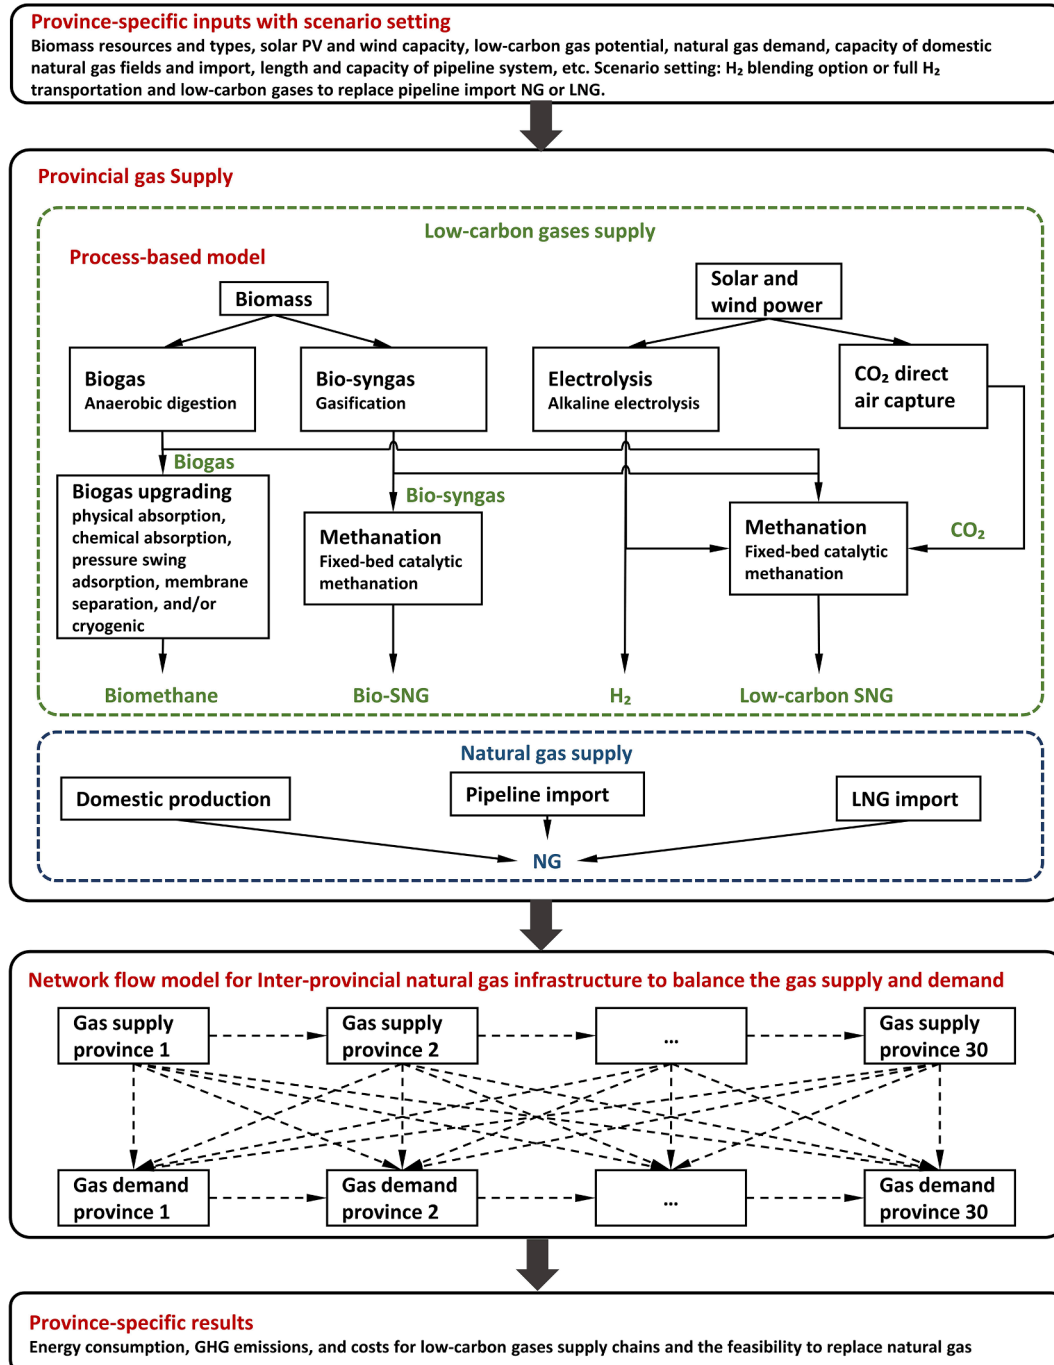 Province-specific inputs with scenario setting
Biomass resources and types, solar PV and wind capacity, low-carbon gas potential, natural gas demand, capacity of domestic
natural gas fields and import, length and capacity of pipeline system, etc. Scenario setting: H₂ blending option or full H₂
transportation and low-carbon gases to replace pipeline import NG or LNG.
Provincial gas Supply
Low-carbon gases supply
Process-based model
Biomass
Solar and
wind power
Biogas
Anaerobic digestion
Bio-syngas
Gasification
Electrolysis
Alkaline electrolysis
CO₂ direct
air capture
Biogas
Bio-syngas
CO₂
Biogas upgrading
physical absorption,
chemical absorption,
pressure swing
adsorption, membrane
separation, and/or
cryogenic
Methanation
Fixed-bed catalytic
methanation
Methanation
Fixed-bed catalytic
methanation
Biomethane
Bio-SNG
H₂
Low-carbon SNG
Natural gas supply
Domestic production
Pipeline import
LNG import
NG
Network flow model for Inter-provincial natural gas infrastructure to balance the gas supply and demand
Gas supply
province 1
Gas supply
province 2
...
Gas supply
province 30
Gas demand
province 1
Gas demand
province 2
...
Gas demand
province 30
Province-specific results
Energy consumption, GHG emissions, and costs for low-carbon gases supply chains and the feasibility to replace natural gas